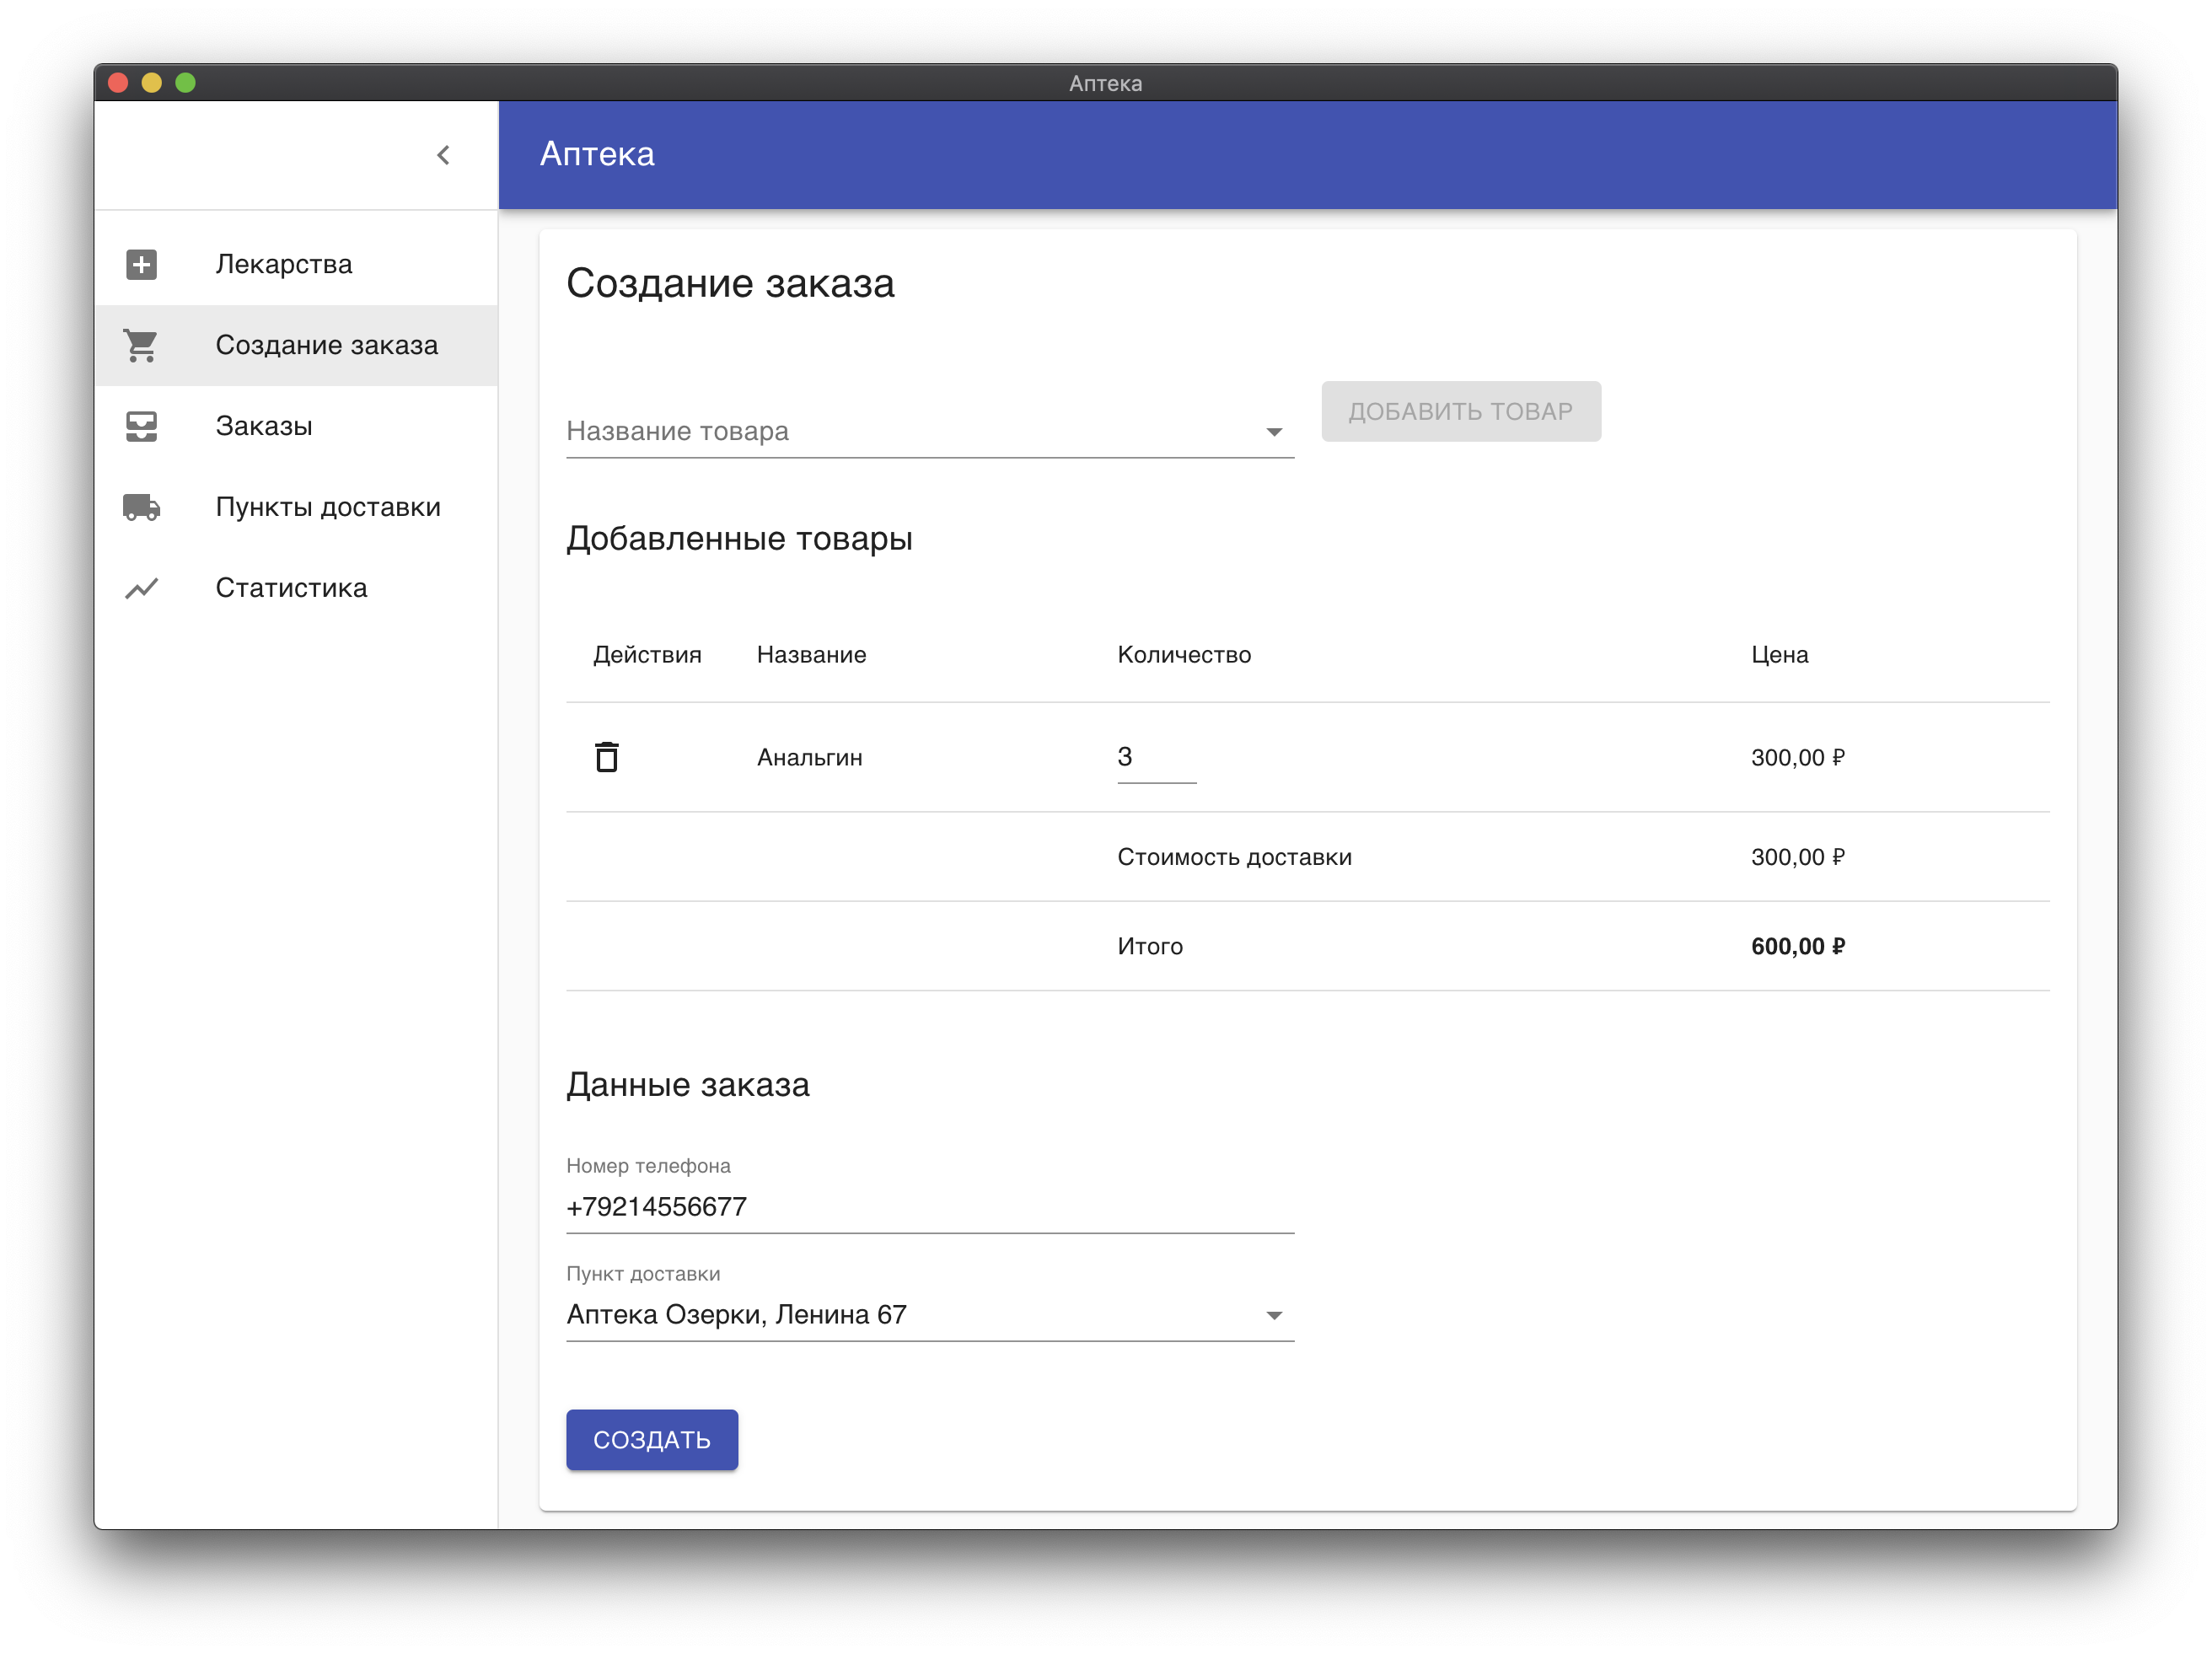 Аптека
Аптека
Лекарства
Создание заказа
Заказы
Пункты доставки
Статистика
Создание заказа
Название товара
ДОБАВИТЬ ТОВАР
Добавленные товары
Действия Название Количество Цена
Анальгин 3 300,00 ₽
Стоимость доставки 300,00 ₽
Итого 600,00 ₽
Данные заказа
Номер телефона
+79214556677
Пункт доставки
Аптека Озерки, Ленина 67
СОЗДАТЬ